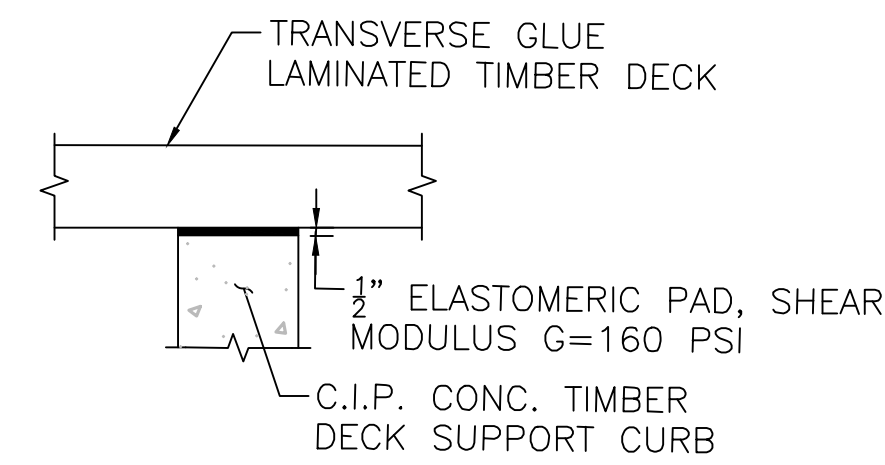 TRANSVERSE GLUE
LAMINATED TIMBER DECK
1/2" ELASTOMERIC PAD, SHEAR
MODULUS G=160 PSI
C.I.P. CONC. TIMBER
DECK SUPPORT CURB